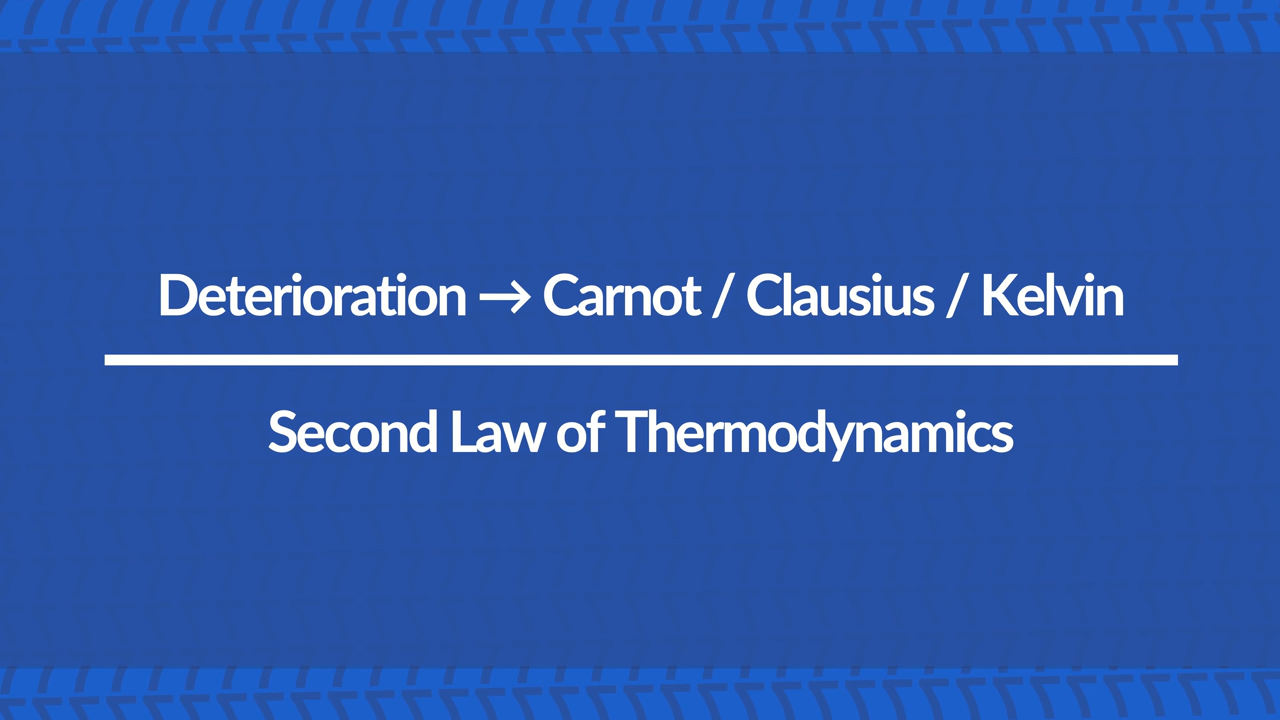 Deterioration → Carnot / Clausius / Kelvin
Second Law of Thermodynamics